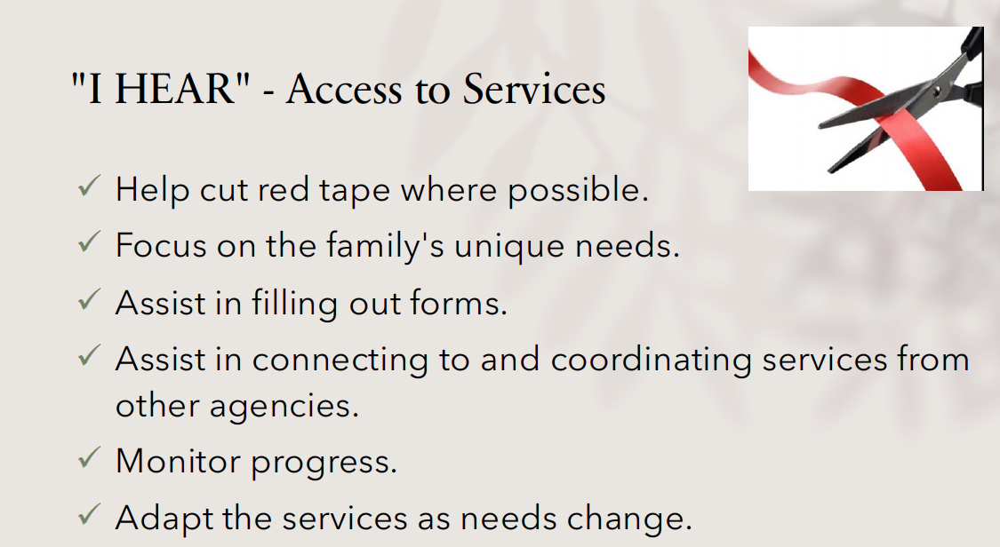 "I HEAR" - Access to Services
✓ Help cut red tape where possible.
✓ Focus on the family's unique needs.
✓ Assist in filling out forms.
✓ Assist in connecting to and coordinating services from
other agencies.
✓ Monitor progress.
✓ Adapt the services as needs change.